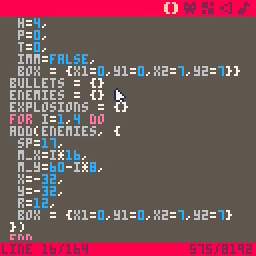 H=4,
P=0,
T=0,
IMM=FALSE,
BOX = {X1=0,Y1=0,X2=7,Y2=7}}
BULLETS = {}
ENEMIES = {}
EXPLOSIONS = {}
FOR I=1,4 DO
ADD(ENEMIES, {
SP=17,
M_X=I*16,
M_Y=60-I*8,
X=-32,
Y=-32,
R=12,
BOX = {X1=0,Y1=0,X2=7,Y2=7}
})
END
LINE 16/164 575/8192